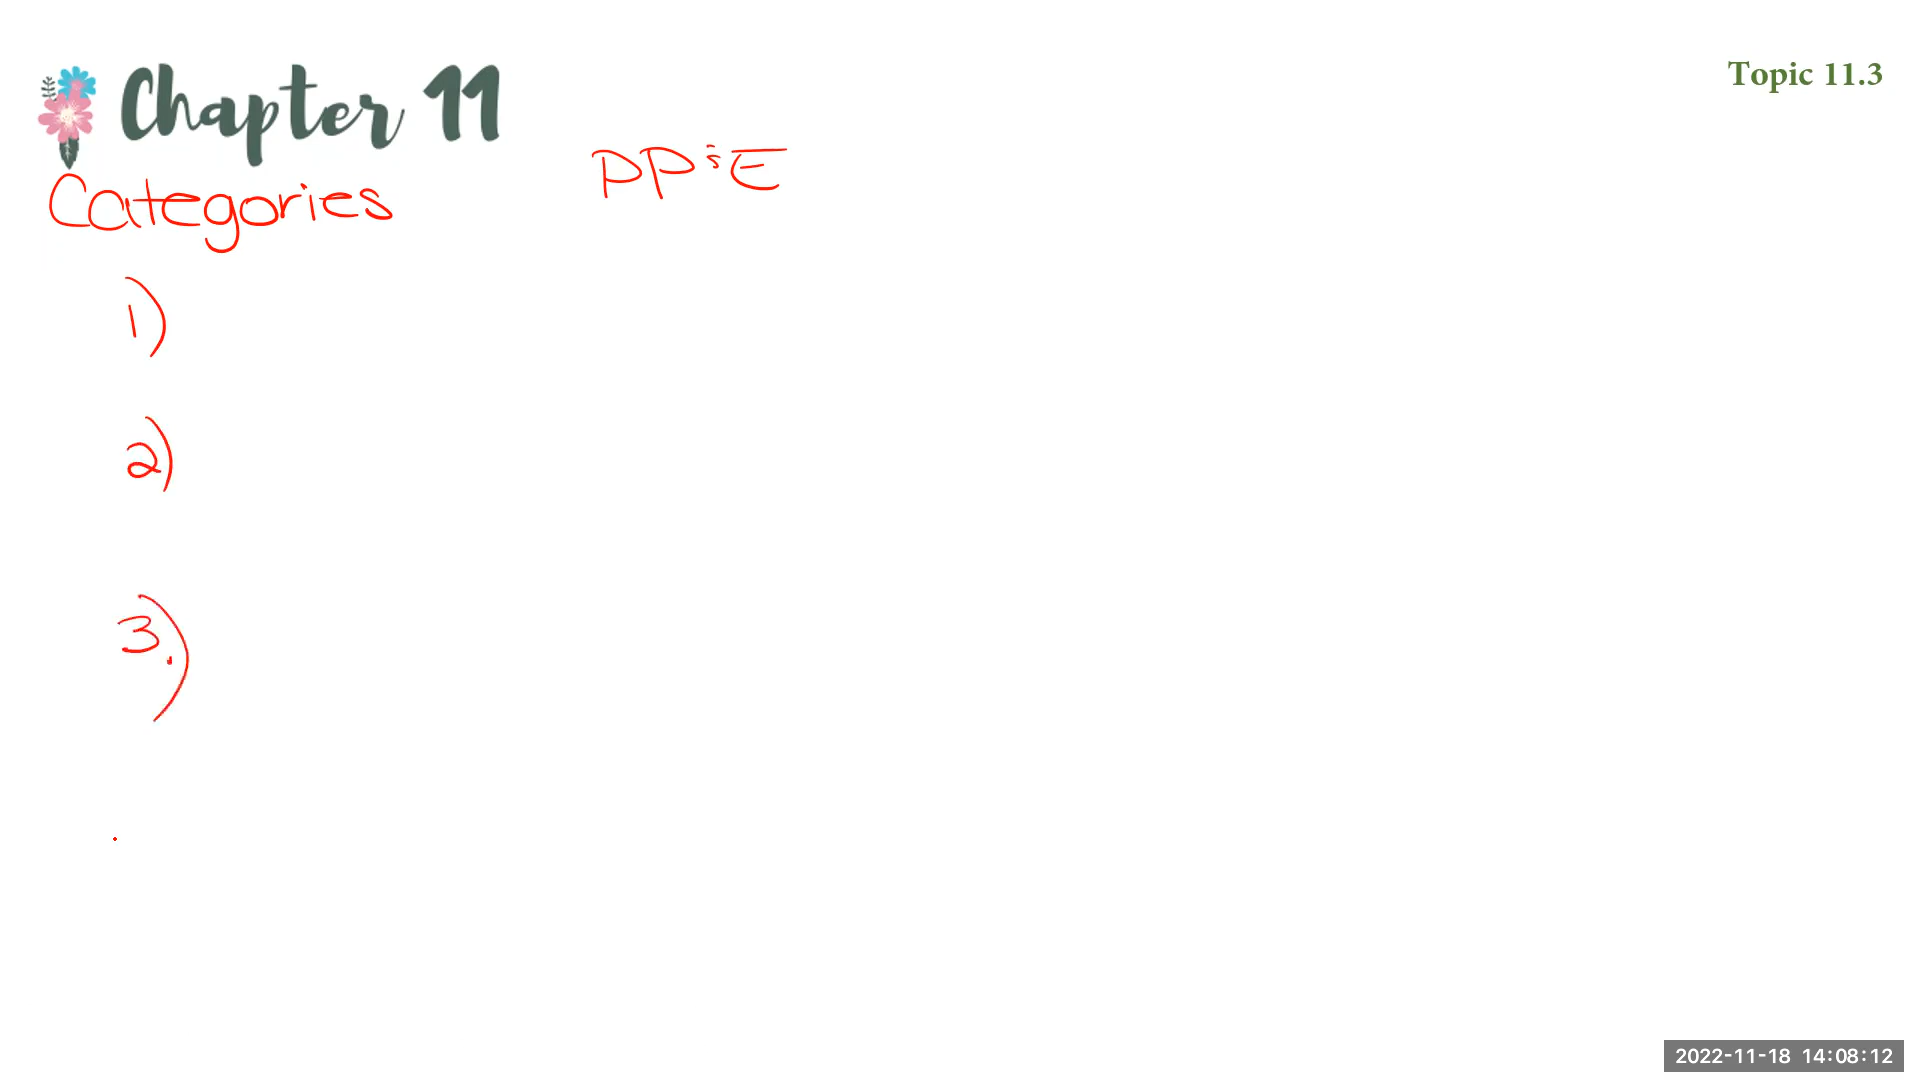 Chapter 11
Topic 11.3
PP&E
Categories
1)
2)
3.)
2022-11-18 14:08:12